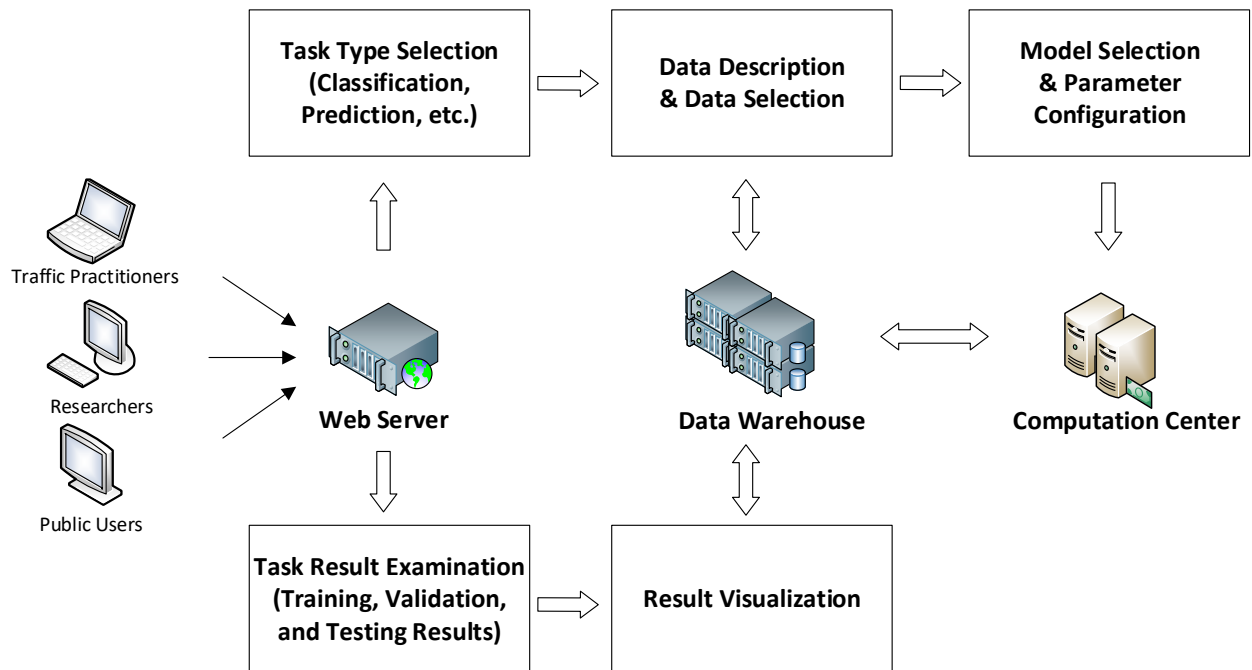 Task Type Selection
(Classification,
Prediction, etc.)
Data Description
& Data Selection
Model Selection
& Parameter
Configuration
Traffic Practitioners
Researchers
Public Users
Web Server
Data Warehouse
Computation Center
Task Result Examination
(Training, Validation,
and Testing Results)
Result Visualization